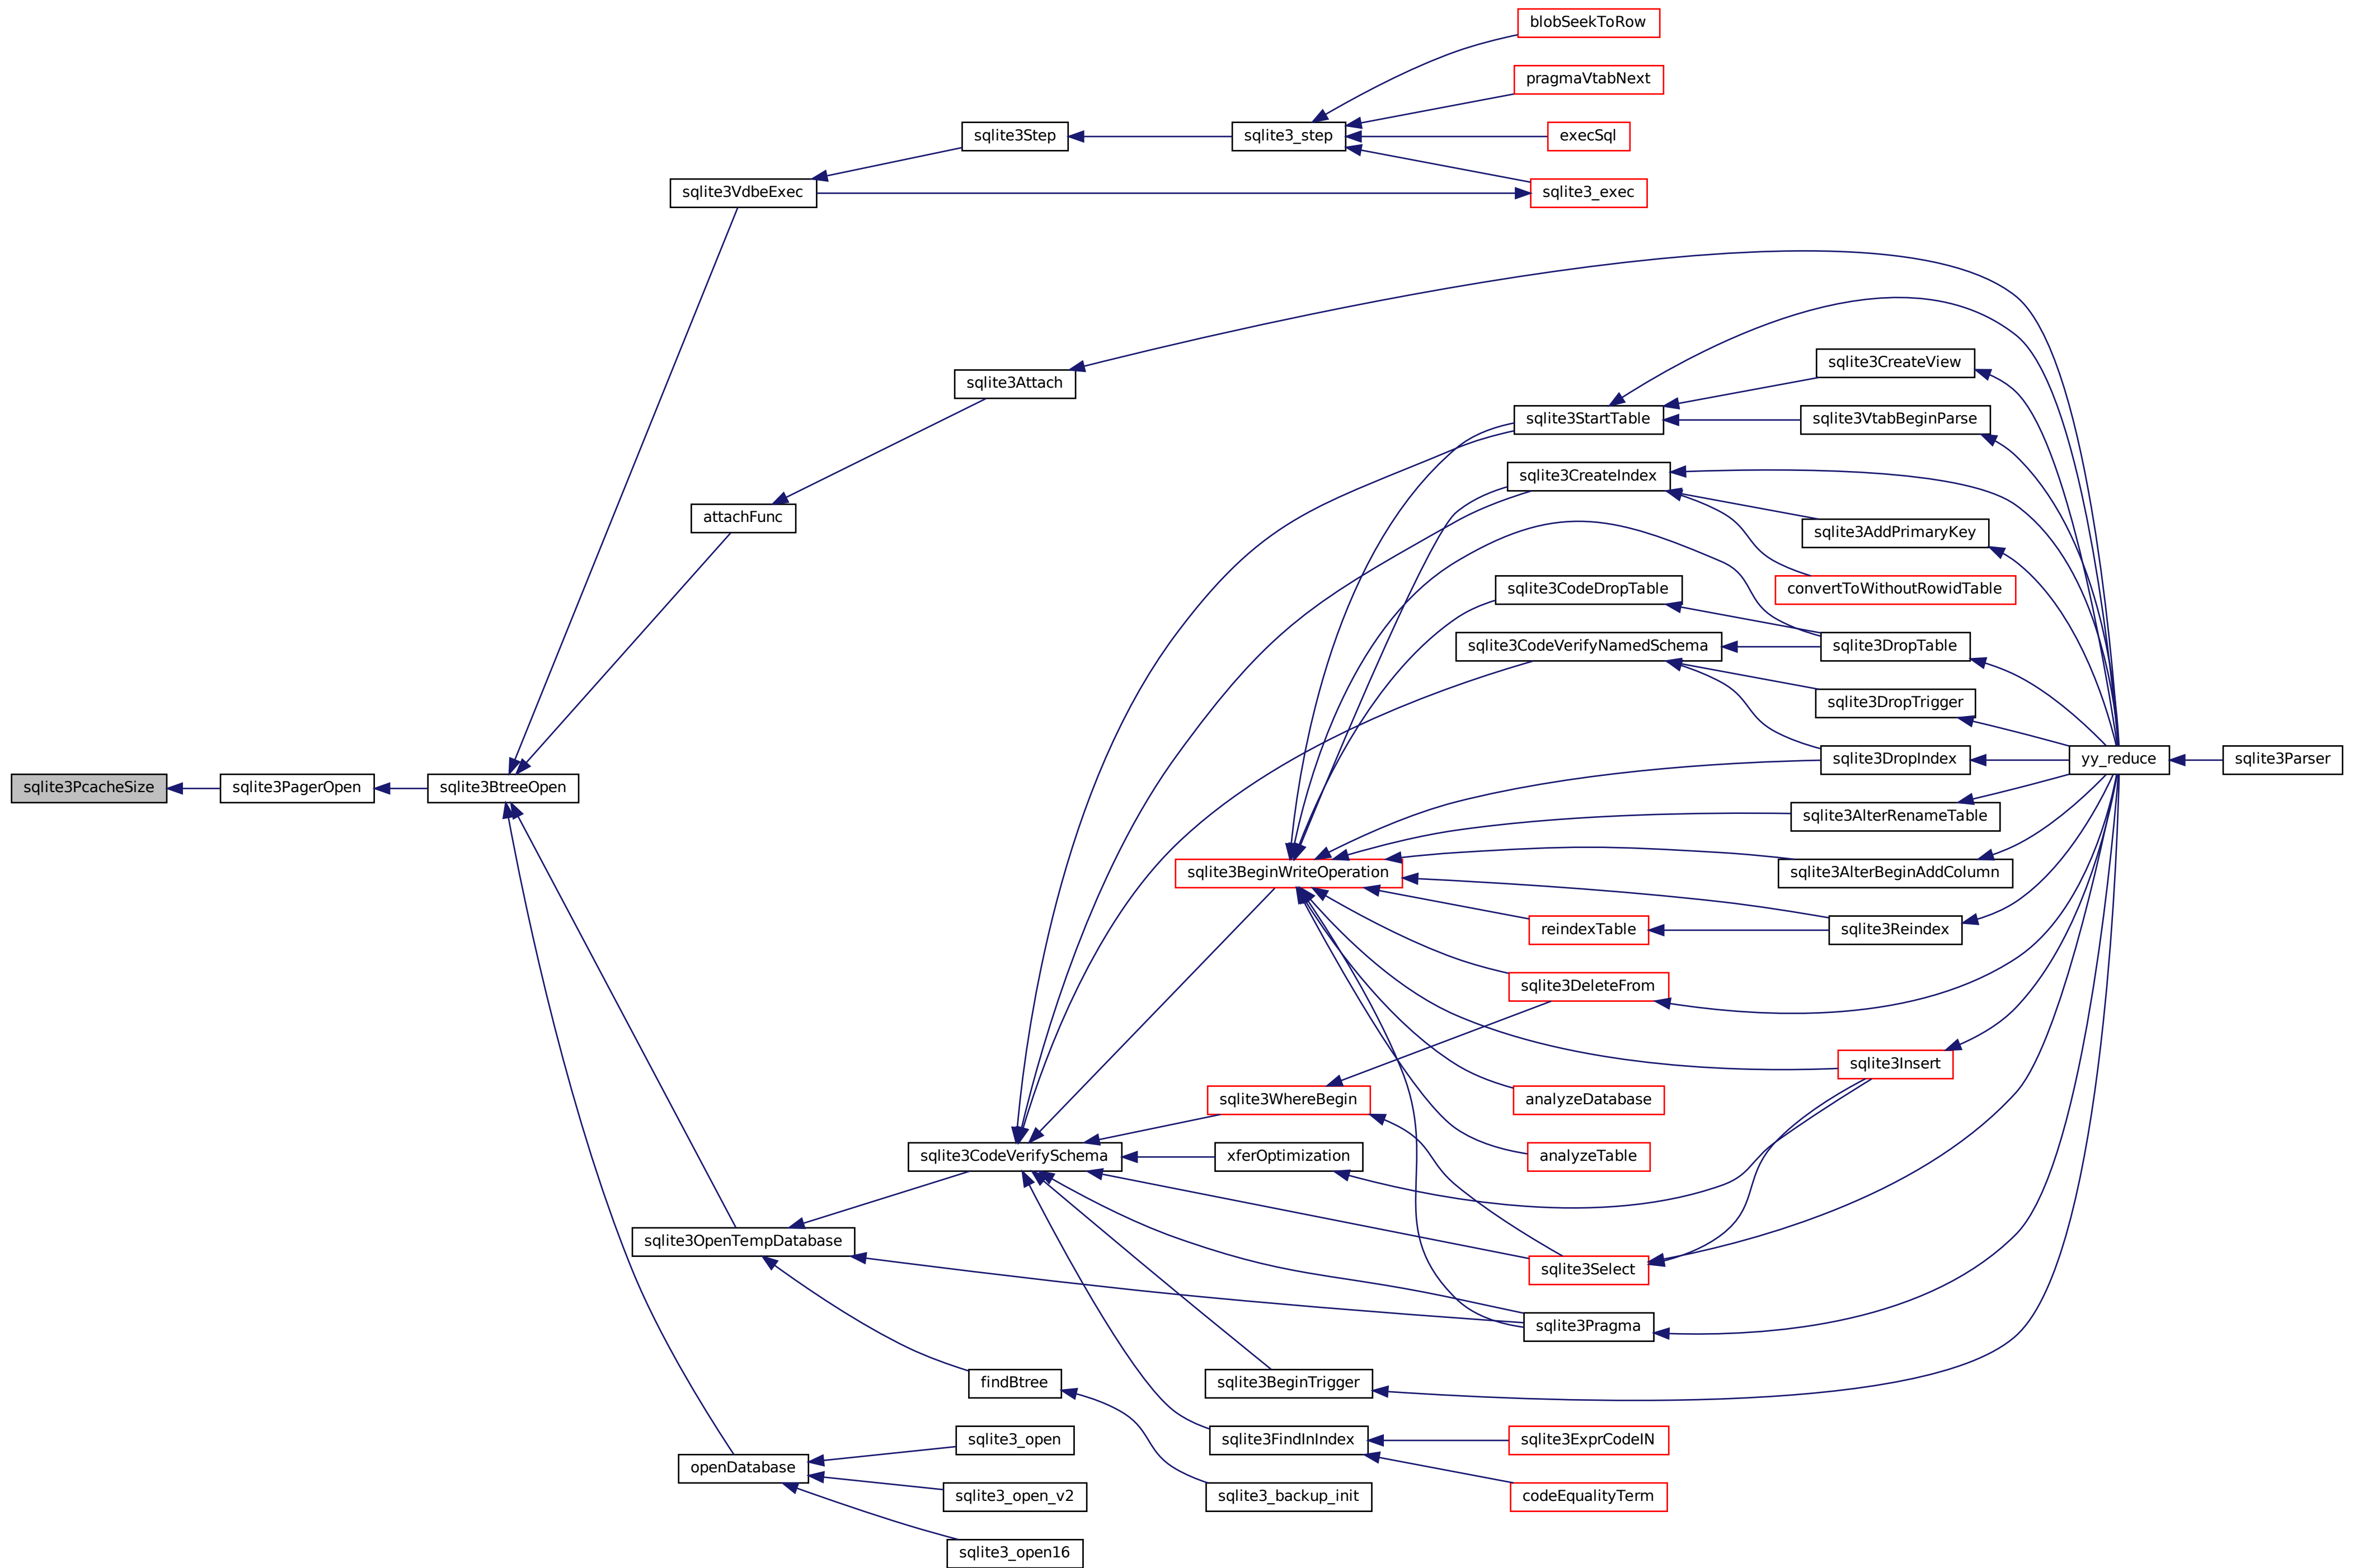 blobSeekToRow
pragmaVtabNext
sqlite3Step
sqlite3_step
execSql
sqlite3VdbeExec
sqlite3_exec
sqlite3CreateView
sqlite3Attach
sqlite3StartTable
sqlite3VtabBeginParse
sqlite3CreateIndex
attachFunc
sqlite3AddPrimaryKey
sqlite3CodeDropTable
convertToWithoutRowidTable
sqlite3CodeVerifyNamedSchema
sqlite3DropTable
sqlite3DropTrigger
sqlite3DropIndex
yy_reduce
sqlite3Parser
sqlite3PcacheSize
sqlite3PagerOpen
sqlite3BtreeOpen
sqlite3AlterRenameTable
sqlite3BeginWriteOperation
sqlite3AlterBeginAddColumn
reindexTable
sqlite3Reindex
sqlite3DeleteFrom
sqlite3Insert
sqlite3WhereBegin
analyzeDatabase
sqlite3CodeVerifySchema
xferOptimization
analyzeTable
sqlite3OpenTempDatabase
sqlite3Select
sqlite3Pragma
findBtree
sqlite3BeginTrigger
sqlite3_open
sqlite3FindInIndex
sqlite3ExprCodeIN
openDatabase
sqlite3_open_v2
sqlite3_backup_init
codeEqualityTerm
sqlite3_open16